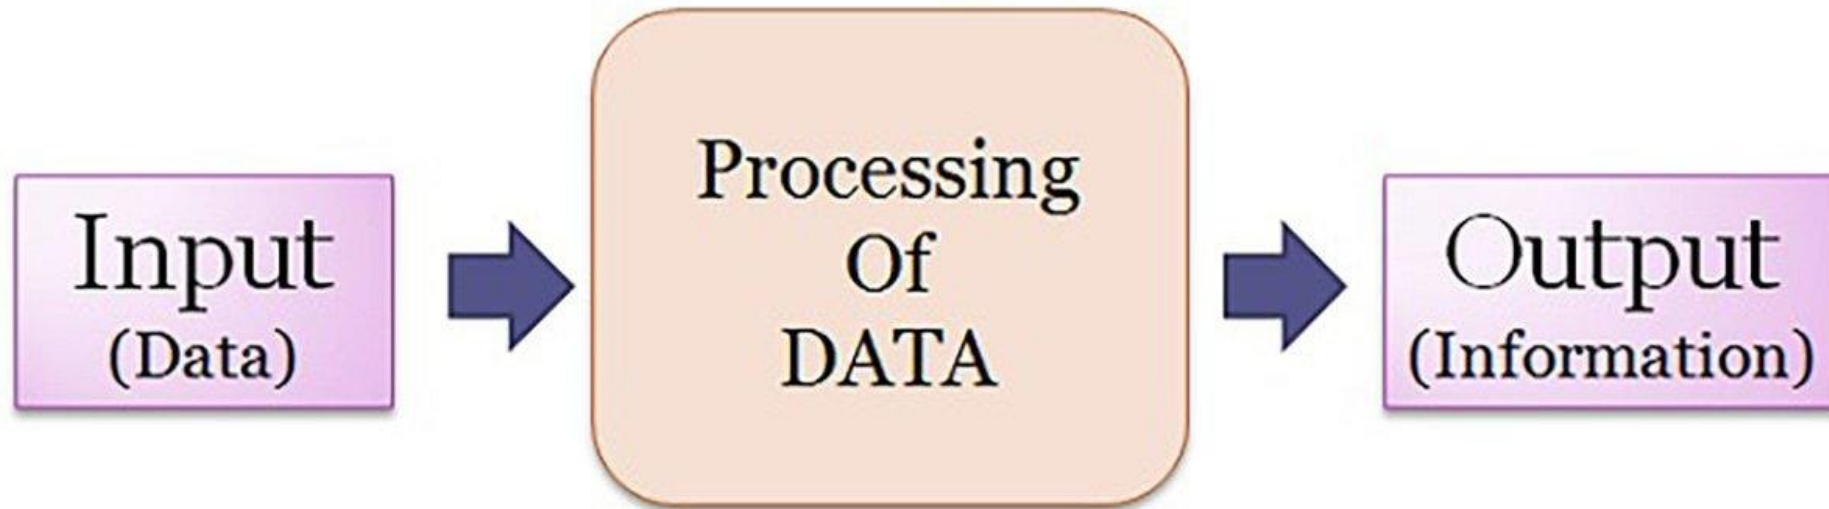 Input
(Data)
Processing
Of
DATA
Output
(Information)